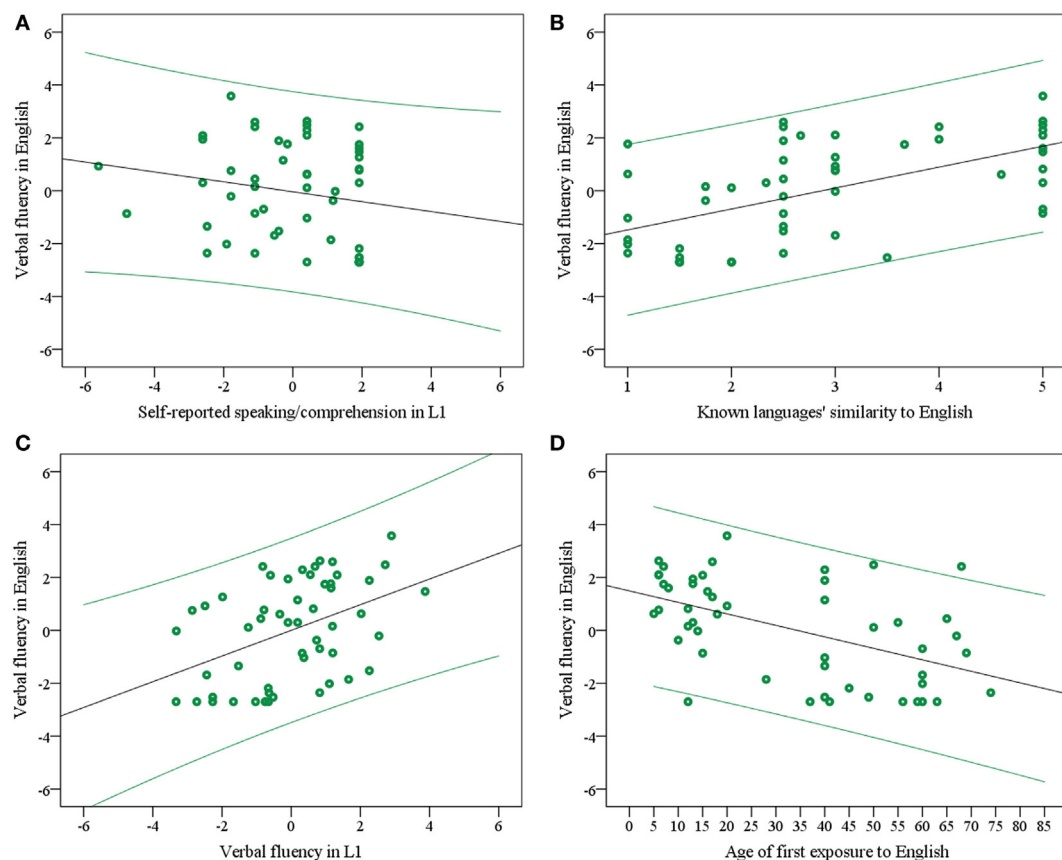 A
6
4
2
0
-2
-4
-6
Verbal fluency in English
-6 -4 -2 0 2 4 6
Self-reported speaking/comprehension in L1
B
6
4
2
0
-2
-4
-6
Verbal fluency in English
1 2 3 4 5
Known languages' similarity to English
C
6
4
2
0
-2
-4
-6
Verbal fluency in English
-6 -4 -2 0 2 4 6
Verbal fluency in L1
D
6
4
2
0
-2
-4
-6
Verbal fluency in English
0 5 10 15 20 25 30 35 40 45 50 55 60 65 70 75 80 85
Age of first exposure to English